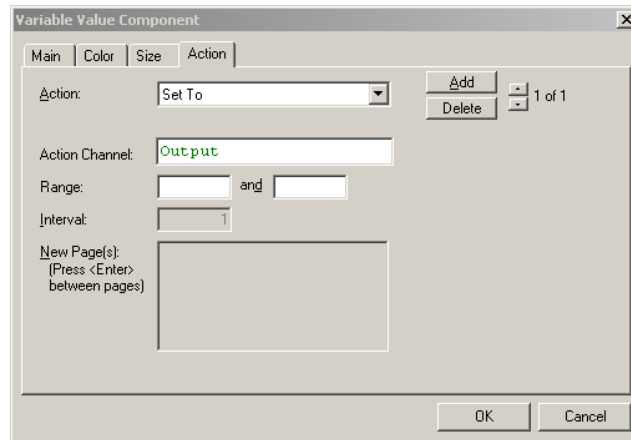 Variable Value Component
Main Color Size Action
Action: Set To Add
Delete 1 of 1
Action Channel: Output
Range: and
Interval: 1
New Page(s):
(Press <Enter>
between pages)
OK Cancel